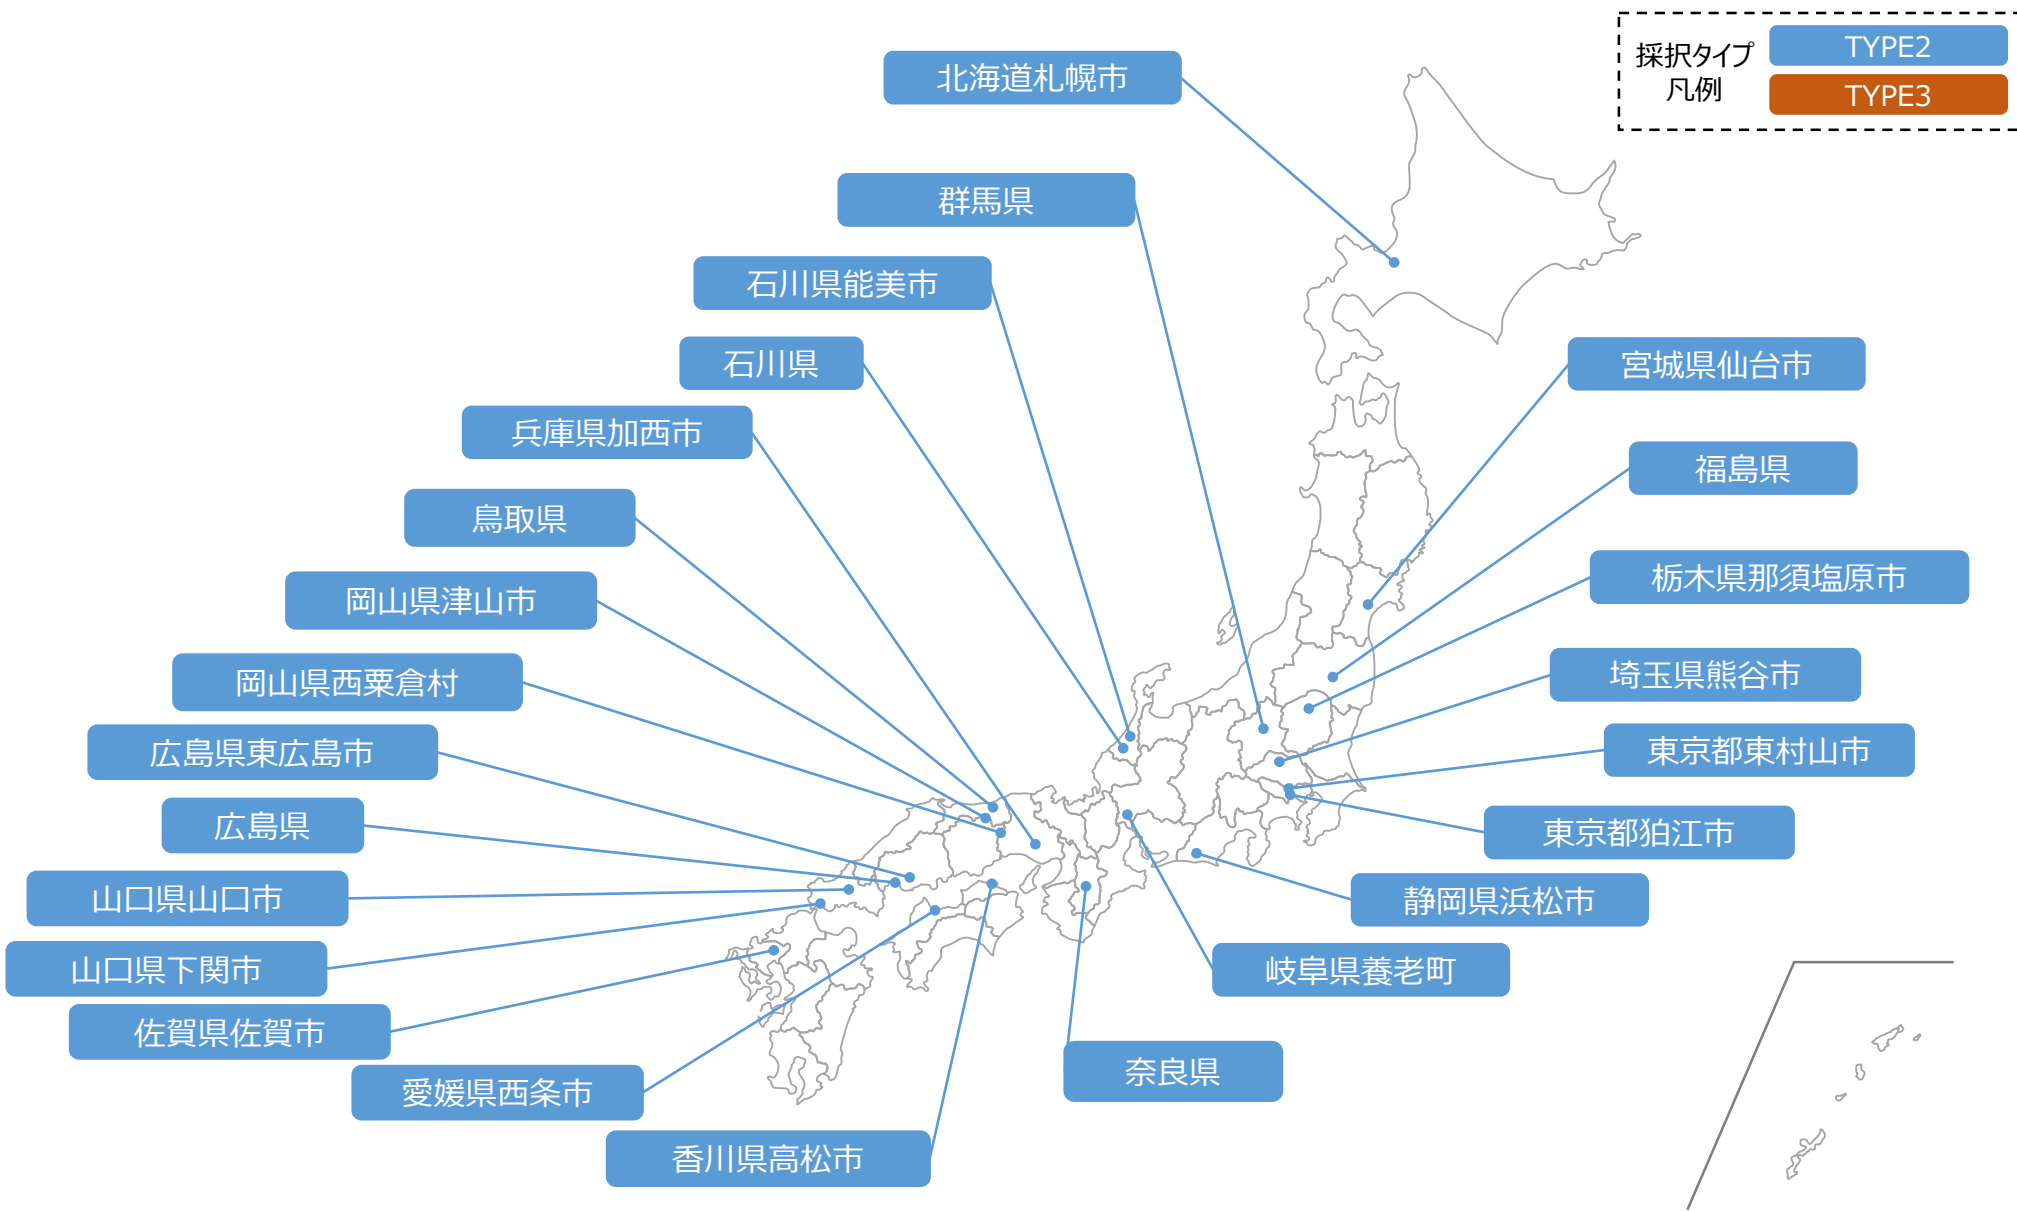 採択タイプ
凡例
TYPE2
TYPE3
北海道札幌市
群馬県
石川県能美市
石川県
兵庫県加西市
鳥取県
岡山県津山市
岡山県西粟倉村
広島県東広島市
広島県
山口県山口市
山口県下関市
佐賀県佐賀市
愛媛県西条市
香川県高松市
宮城県仙台市
福島県
栃木県那須塩原市
埼玉県熊谷市
東京都東村山市
東京都狛江市
静岡県浜松市
岐阜県養老町
奈良県